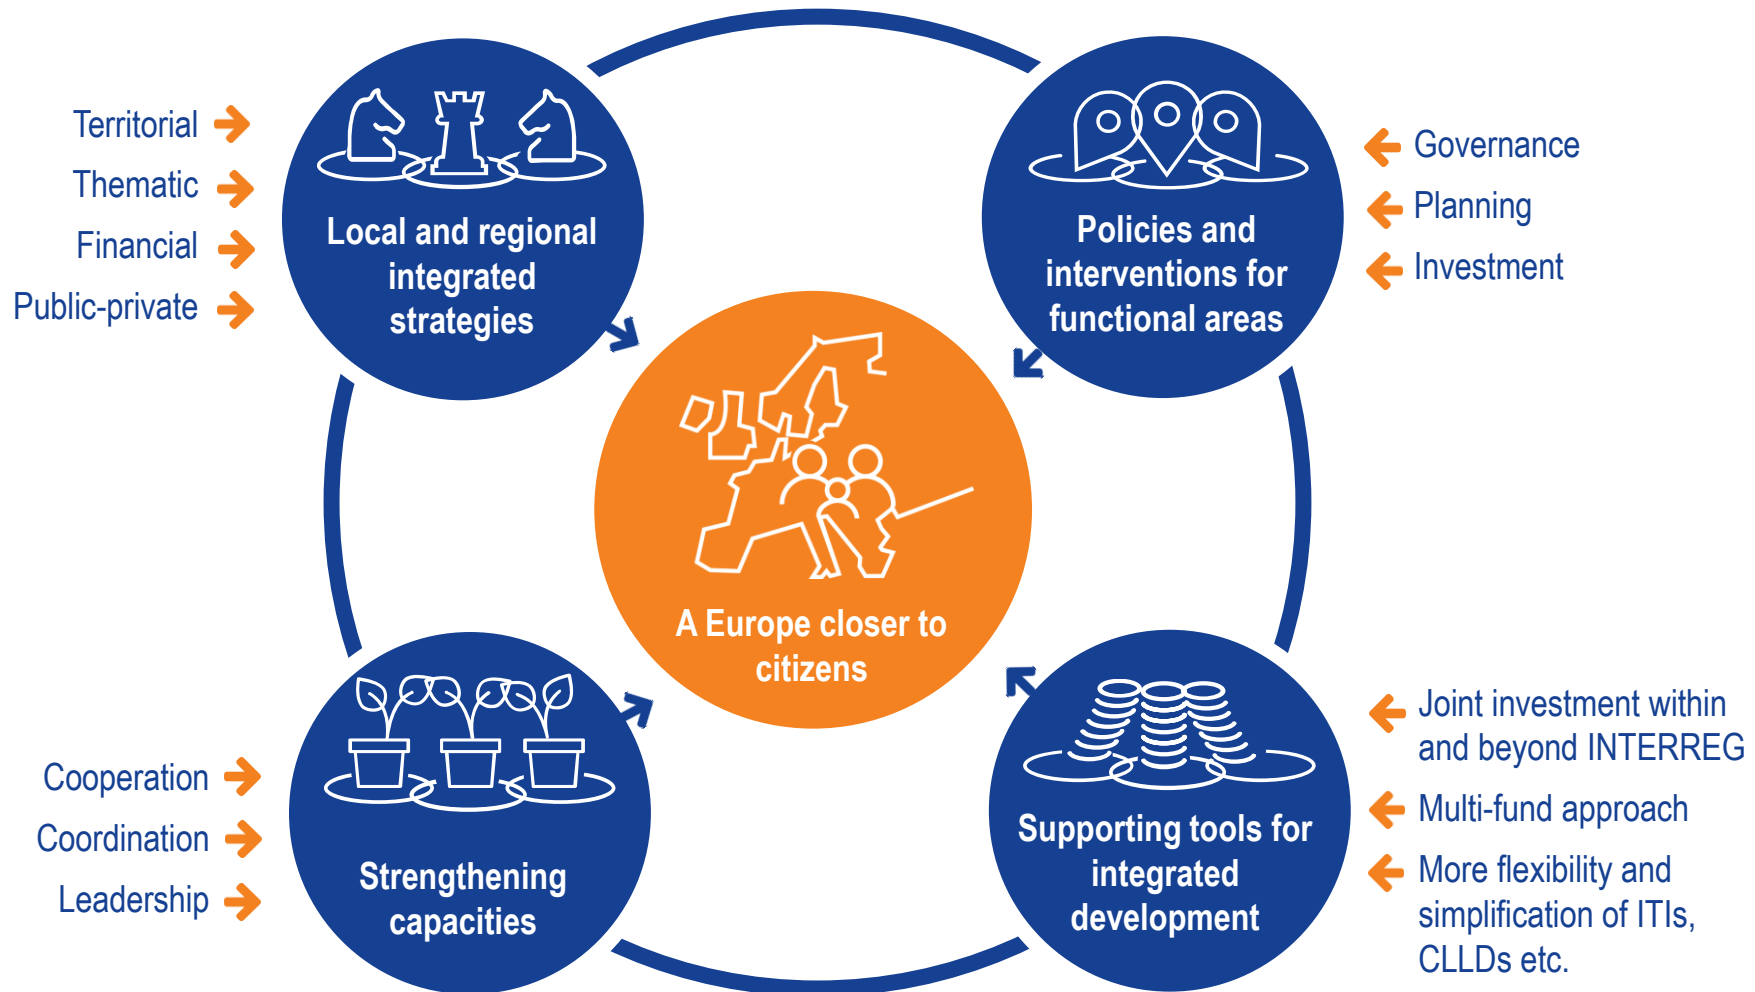 Territorial
Thematic
Financial
Public-private
Local and regional
integrated
strategies
Policies and
interventions for
functional areas
Governance
Planning
Investment
A Europe closer to
citizens
Cooperation
Coordination
Leadership
Strengthening
capacities
Supporting tools for
integrated
development
Joint investment within
and beyond INTERREG
Multi-fund approach
More flexibility and
simplification of ITIs,
CLLDs etc.